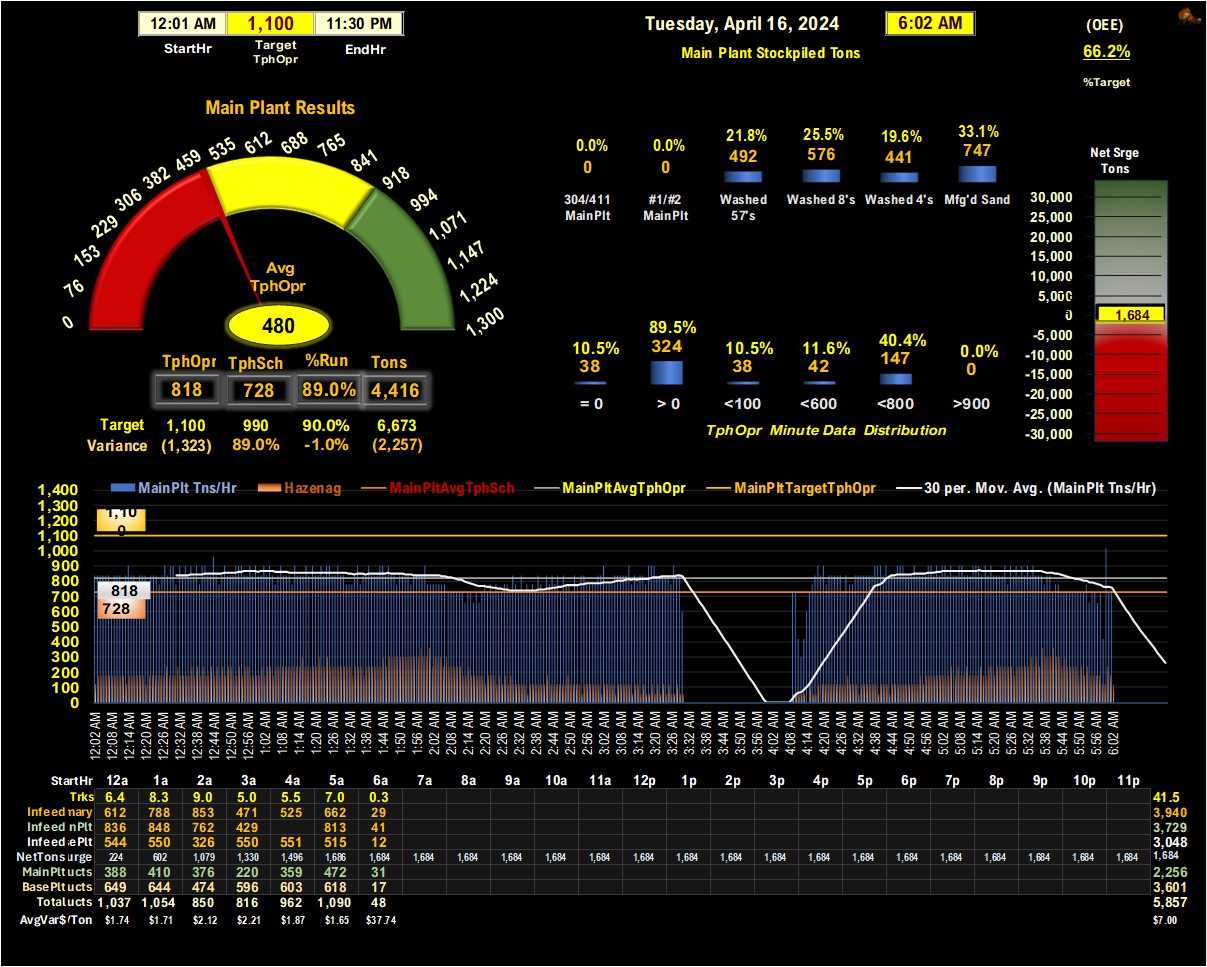 12:01 AM 1,100 11:30 PM Tuesday, April 16, 2024 6:02 AM (OEE)
StartHr Target TphOpr EndHr Main Plant Stockpiled Tons 66.2%
%Target
Main Plant Results
0 76 153 229 306 382 459 535 612 688 765 841 918 994 1,071 1,147 1,224 1,300
Avg
TphOpr
480
0.0% 0.0% 21.8% 25.5% 19.6% 33.1%
0 0 492 576 441 747
304/411 #1/#2 Washed Washed 8's Washed 4's Mfg'd Sand
MainPlt MainPlt 57's
Net Srge
Tons
30,000
25,000
20,000
15,000
10,000
5,000
0
1,684
-5,000
-10,000
-15,000
-20,000
-25,000
-30,000
TphOpr TphSch %Run Tons
818 728 89.0% 4,416
Target 1,100 990 90.0% 6,673
Variance (1,323) 89.0% -1.0% (2,257)
10.5% 89.5% 10.5% 11.6% 40.4% 0.0%
38 324 38 42 147 0
= 0 > 0 <100 <600 <800 >900
TphOpr Minute Data Distribution
MainPlt Tns/Hr Hazenag MainPltAvgTphSch MainPltAvgTphOpr MainPltTargetTphOpr 30 per. Mov. Avg. (MainPlt Tns/Hr)
1,400
1,300
1,200
1,100
1,000
900
800
700
600
500
400
300
200
100
0
1,10
0
818
728
12:02 AM 12:08 AM 12:14 AM 12:20 AM 12:26 AM 12:32 AM 12:38 AM 12:44 AM 12:50 AM 12:56 AM 1:02 AM 1:08 AM 1:14 AM 1:20 AM 1:26 AM 1:32 AM 1:38 AM 1:44 AM 1:50 AM 1:56 AM 2:02 AM 2:08 AM 2:14 AM 2:20 AM 2:26 AM 2:32 AM 2:38 AM 2:44 AM 2:50 AM 2:56 AM 3:02 AM 3:08 AM 3:14 AM 3:20 AM 3:26 AM 3:32 AM 3:38 AM 3:44 AM 3:50 AM 3:56 AM 4:02 AM 4:08 AM 4:14 AM 4:20 AM 4:26 AM 4:32 AM 4:38 AM 4:44 AM 4:50 AM 4:56 AM 5:02 AM 5:08 AM 5:14 AM 5:20 AM 5:26 AM 5:32 AM 5:38 AM 5:44 AM 5:50 AM 5:56 AM 6:02 AM
StartHr 12a 1a 2a 3a 4a 5a 6a 7a 8a 9a 10a 11a 12p 1p 2p 3p 4p 5p 6p 7p 8p 9p 10p 11p
Trks 6.4 8.3 9.0 5.0 5.5 7.0 0.3 41.5
Infeed mary 612 788 853 471 525 662 29 3,940
Infeed nPlt 836 848 762 429 813 41 3,729
Infeed ePlt 544 550 326 550 551 515 12 3,048
NetTons urge 224 602 1,079 1,330 1,496 1,686 1,684 1,684 1,684 1,684 1,684 1,684 1,684 1,684 1,684 1,684 1,684 1,684 1,684 1,684 1,684 1,684 1,684 1,684 1,684
MainPlt ucts 388 410 376 220 359 472 31 2,256
BasePlt ucts 649 644 474 596 603 618 17 3,601
Total ucts 1,037 1,054 850 816 962 1,090 48 5,857
AvgVar$/Ton $1.74 $1.71 $2.12 $2.21 $1.87 $1.65 $37.74 $7.00